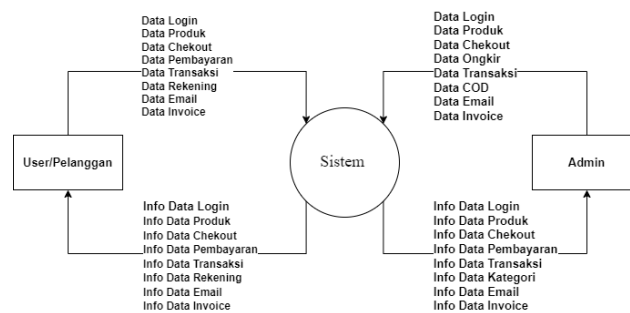 Data Login
Data Produk
Data Chekout
Data Pembayaran
Data Transaksi
Data Rekening
Data Email
Data Invoice
Data Login
Data Produk
Data Chekout
Data Ongkir
Data Transaksi
Data COD
Data Email
Data Invoice
User/Pelanggan
Sistem
Admin
Info Data Login
Info Data Produk
Info Data Chekout
Info Data Pembayaran
Info Data Transaksi
Info Data Rekening
Info Data Email
Info Data Invoice
Info Data Login
Info Data Produk
Info Data Chekout
Info Data Pembayaran
Info Data Transaksi
Info Data Kategori
Info Data Email
Info Data Invoice